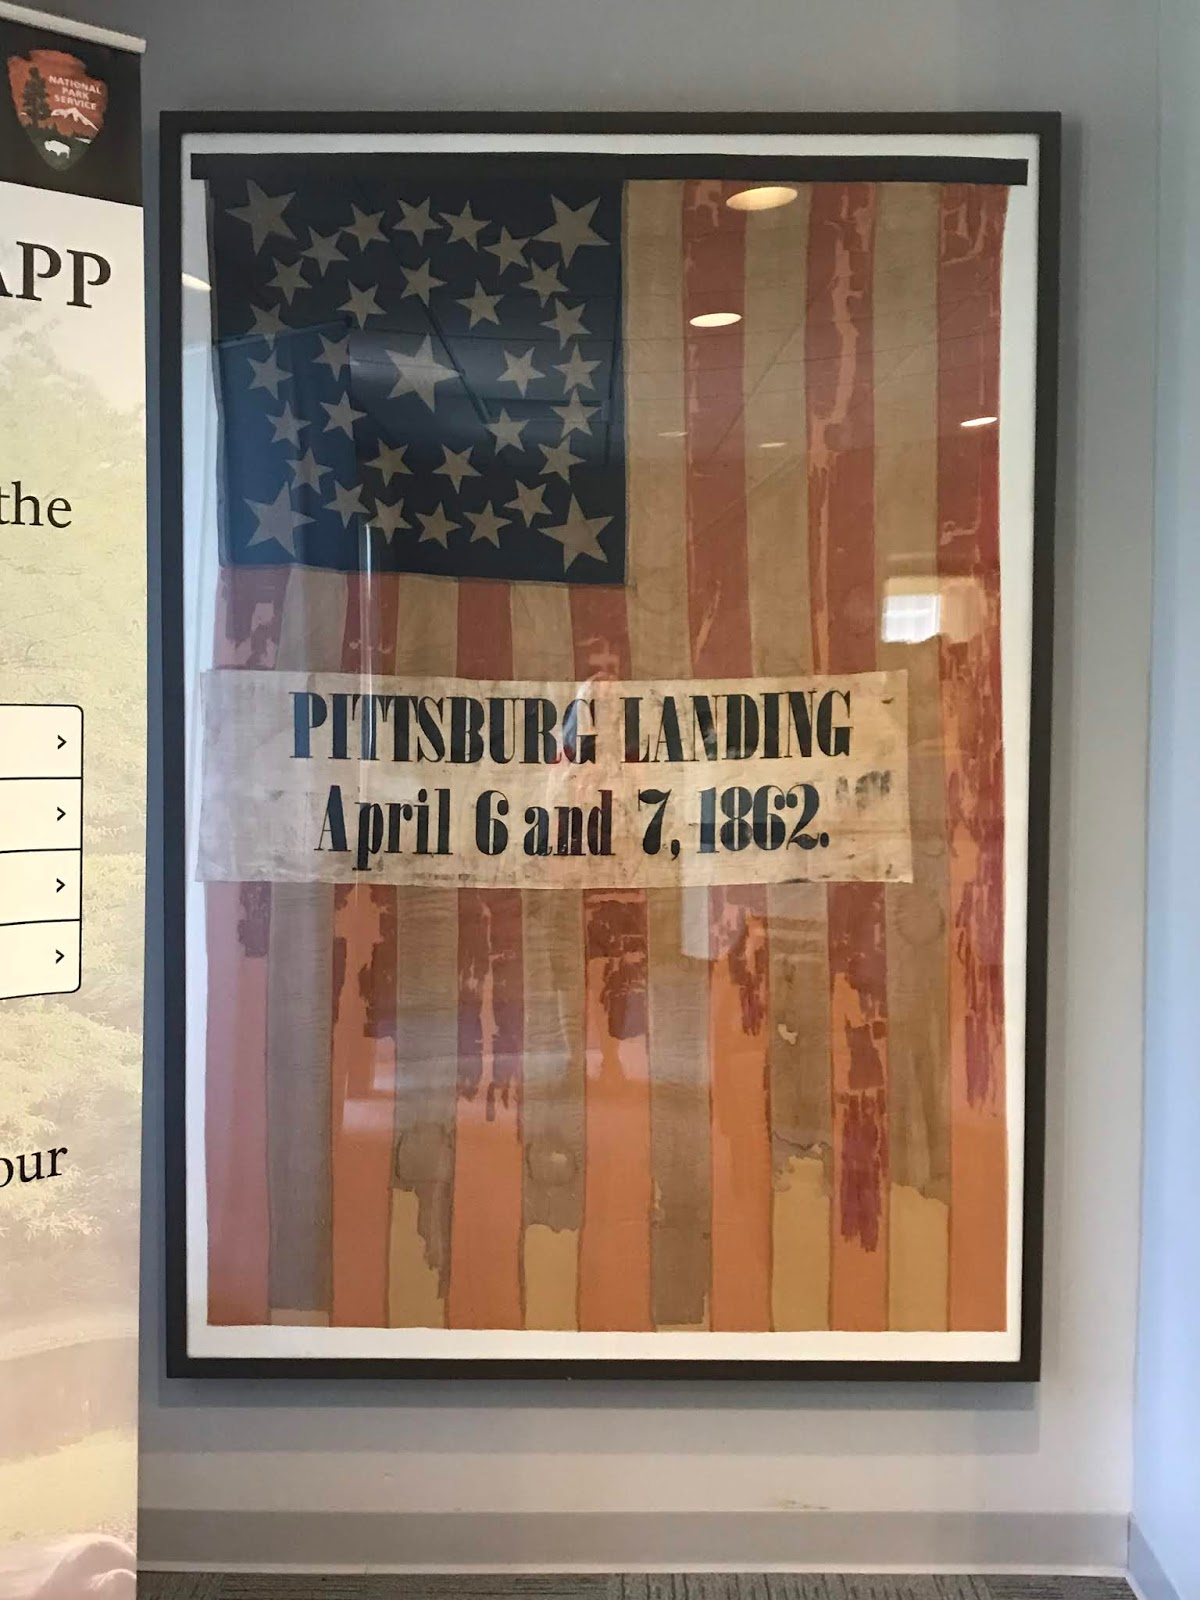 NATIONAL
PARK
SERVICE
APP
the
our
PITTSBURG LANDING
April 6 and 7, 1862.